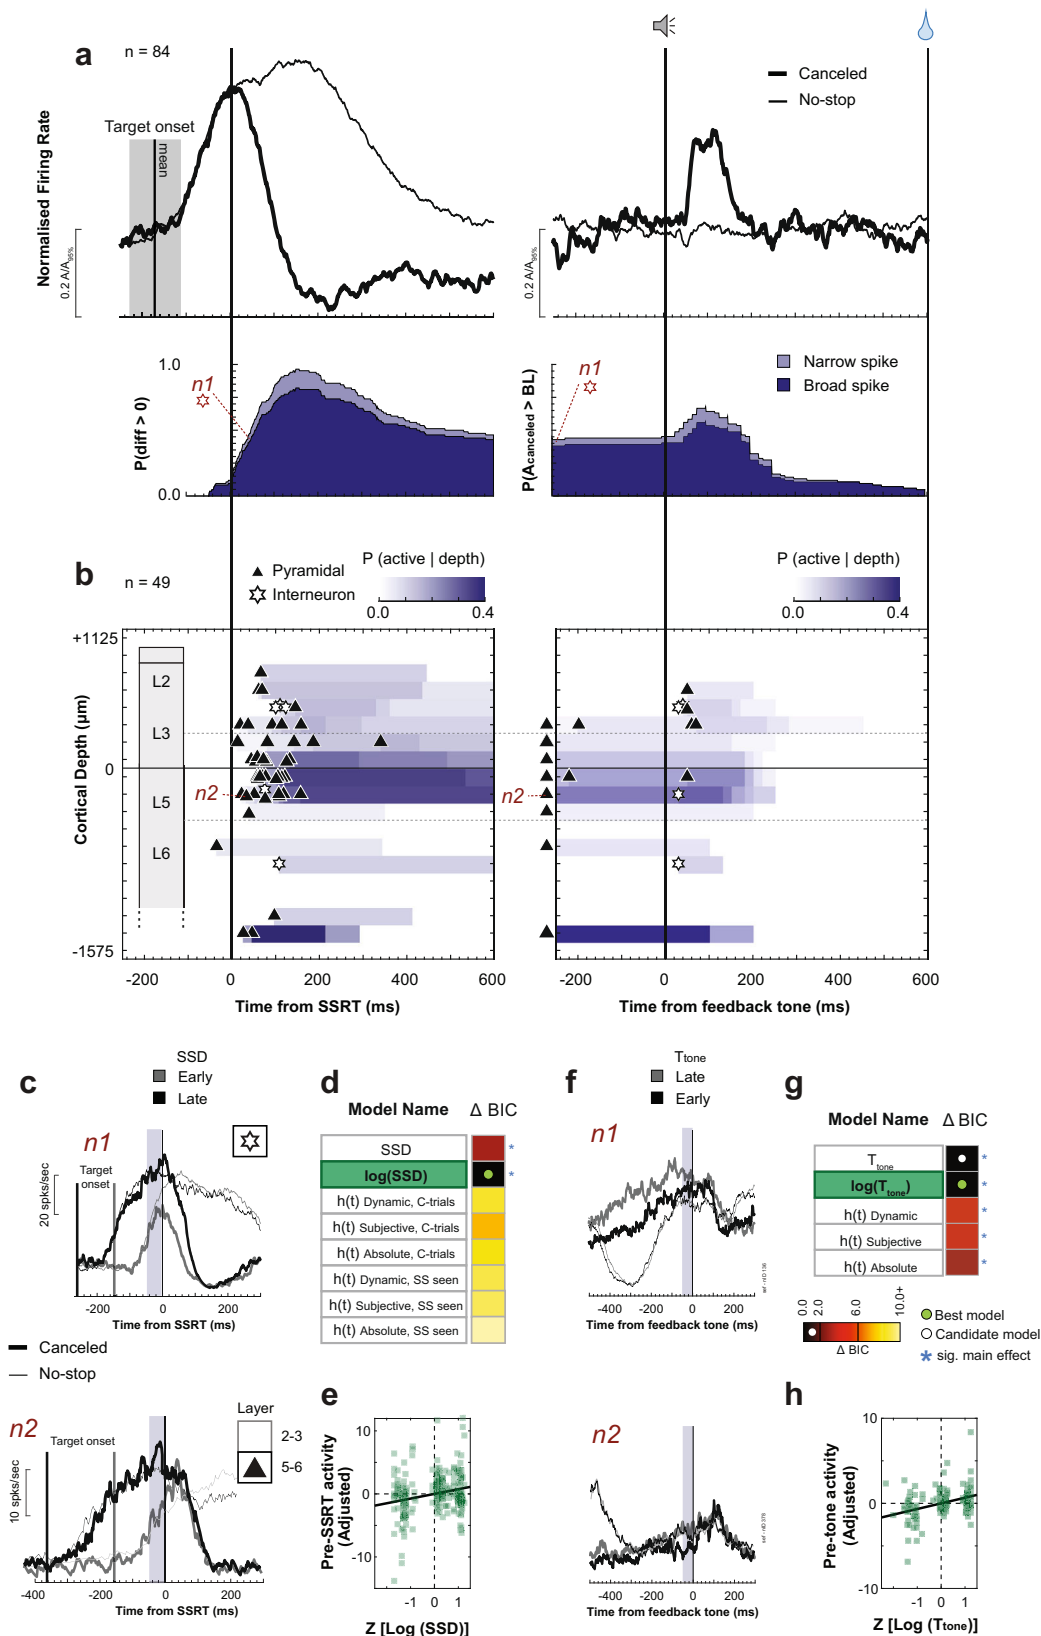 a
n = 84
Canceled
No-stop
Target onset
mean
Normalised Firing Rate
0.2 A/A95%
0.2 A/A95%
1.0
n1
P(diff > 0)
0.0
Narrow spike
Broad spike
n1
P(Acanceled > BL)
b
n = 49
Pyramidal
Interneuron
P (active | depth)
0.0 0.4
P (active | depth)
0.0 0.4
+1125
L2
L3
0
L5
n2
L6
-1575
Cortical Depth (µm)
n2
-200 0 200 400 600
Time from SSRT (ms)
-200 0 200 400 600
Time from feedback tone (ms)
c
SSD
Early
Late
n1
Target onset
20 spks/sec
-200 0 200
Time from SSRT (ms)
Canceled
No-stop
n2
Target onset
Layer
2-3
5-6
10 spks/sec
-400 -200 0 200
Time from SSRT (ms)
d
Model Name Δ BIC
SSD *
log(SSD) *
h(t) Dynamic, C-trials
h(t) Subjective, C-trials
h(t) Absolute, C-trials
h(t) Dynamic, SS seen
h(t) Subjective, SS seen
h(t) Absolute, SS seen
e
Pre-SSRT activity
(Adjusted)
10
0
-10
-1 0 1
Z [Log (SSD)]
f
Ttone
Late
Early
n1
-400 -200 0 200
Time from feedback tone (ms)
n2
-400 -200 0 200
Time from feedback tone (ms)
g
Model Name Δ BIC
Ttone *
log(Ttone) *
h(t) Dynamic *
h(t) Subjective *
h(t) Absolute *
0.0 2.0 6.0 10.0+
Δ BIC
Best model
Candidate model
* sig. main effect
h
Pre-tone activity
(Adjusted)
10
0
-10
-1 0 1
Z [Log (Ttone)]